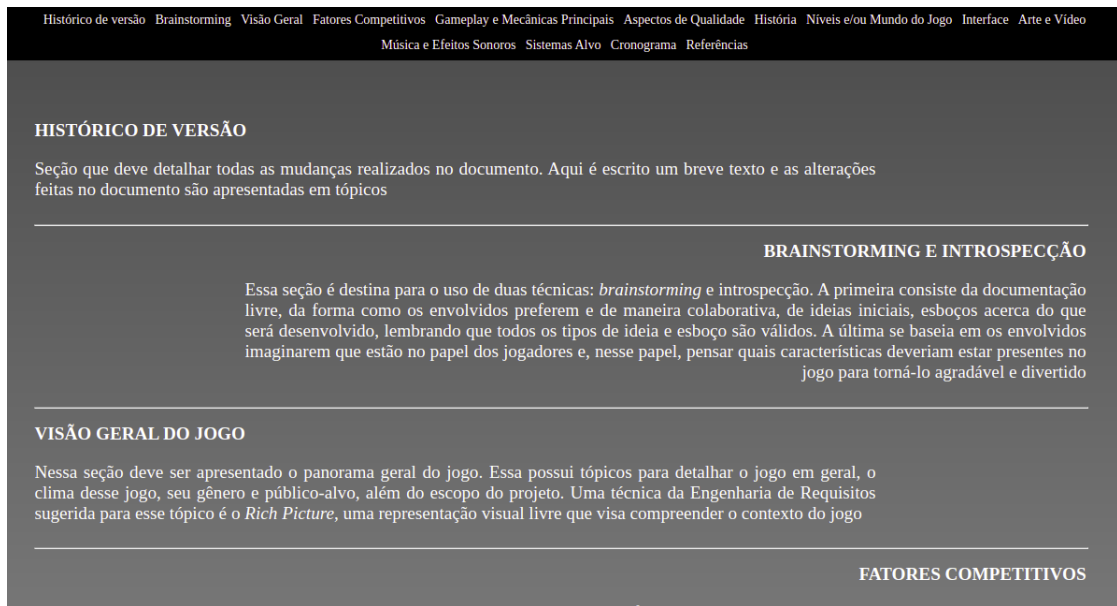 Histórico de versão Brainstorming Visão Geral Fatores Competitivos Gameplay e Mecânicas Principais Aspectos de Qualidade História Níveis e/ou Mundo do Jogo Interface Arte e Vídeo
Música e Efeitos Sonoros Sistemas Alvo Cronograma Referências
HISTÓRICO DE VERSÃO
Seção que deve detalhar todas as mudanças realizados no documento. Aqui é escrito um breve texto e as alterações
feitas no documento são apresentadas em tópicos
BRAINSTORMING E INTROSPECÇÃO
Essa seção é destina para o uso de duas técnicas: brainstorming e introspecção. A primeira consiste da documentação
livre, da forma como os envolvidos preferem e de maneira colaborativa, de ideias iniciais, esboços acerca do que
será desenvolvido, lembrando que todos os tipos de ideia e esboço são válidos. A última se baseia em os envolvidos
imaginarem que estão no papel dos jogadores e, nesse papel, pensar quais características deveriam estar presentes no
jogo para torná-lo agradável e divertido
VISÃO GERAL DO JOGO
Nessa seção deve ser apresentado o panorama geral do jogo. Essa possui tópicos para detalhar o jogo em geral, o
clima desse jogo, seu gênero e público-alvo, além do escopo do projeto. Uma técnica da Engenharia de Requisitos
sugerida para esse tópico é o Rich Picture, uma representação visual livre que visa compreender o contexto do jogo
FATORES COMPETITIVOS